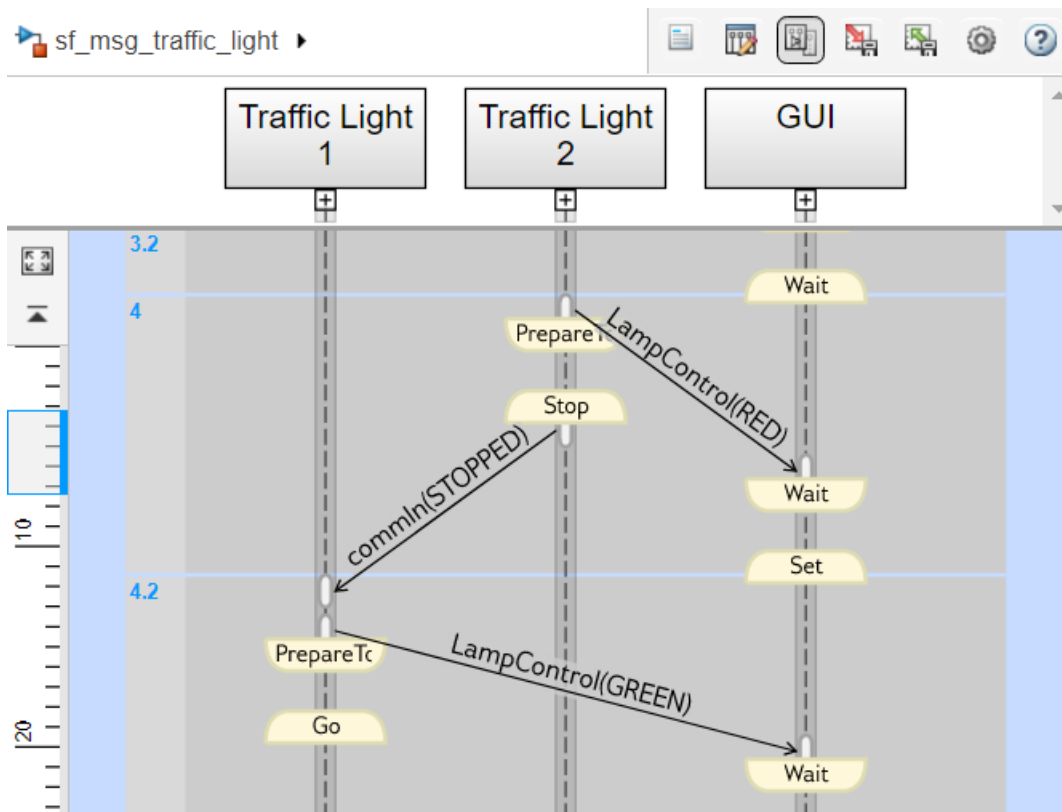 sf_msg_traffic_light
Traffic Light
1
Traffic Light
2
GUI
3.2
Wait
4
PrepareTo
LampControl(RED)
Stop
commIn(STOPPED)
Wait
10
Set
4.2
PrepareTo
LampControl(GREEN)
Go
20
Wait